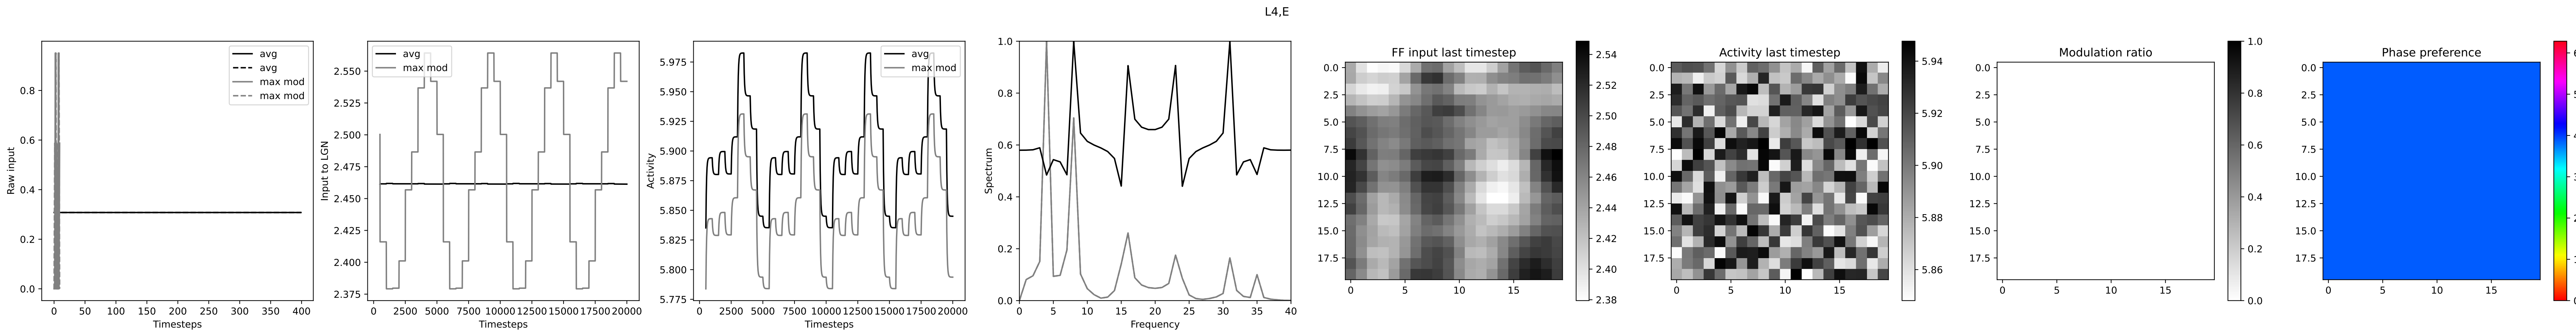 L4,E
Raw input
0.8
0.6
0.4
0.2
0.0
avg
avg
max mod
max mod
0 50 100 150 200 250 300 350 400
Timesteps
Input to LGN
2.550
2.525
2.500
2.475
2.450
2.425
2.400
2.375
avg
max mod
0 2500 5000 7500 10000 12500 15000 17500 20000
Timesteps
Activity
5.975
5.950
5.925
5.900
5.875
5.850
5.825
5.800
5.775
avg
max mod
0 2500 5000 7500 10000 12500 15000 17500 20000
Timesteps
Spectrum
1.0
0.8
0.6
0.4
0.2
0.0
0 5 10 15 20 25 30 35 40
Frequency
FF input last timestep
0.0
2.5
5.0
7.5
10.0
12.5
15.0
17.5
0 5 10 15
2.54
2.52
2.50
2.48
2.46
2.44
2.42
2.40
2.38
Activity last timestep
0.0
2.5
5.0
7.5
10.0
12.5
15.0
17.5
0 5 10 15
5.94
5.92
5.90
5.88
5.86
Modulation ratio
0.0
2.5
5.0
7.5
10.0
12.5
15.0
17.5
0 5 10 15
1.0
0.8
0.6
0.4
0.2
0.0
Phase preference
0.0
2.5
5.0
7.5
10.0
12.5
15.0
17.5
0 5 10 15